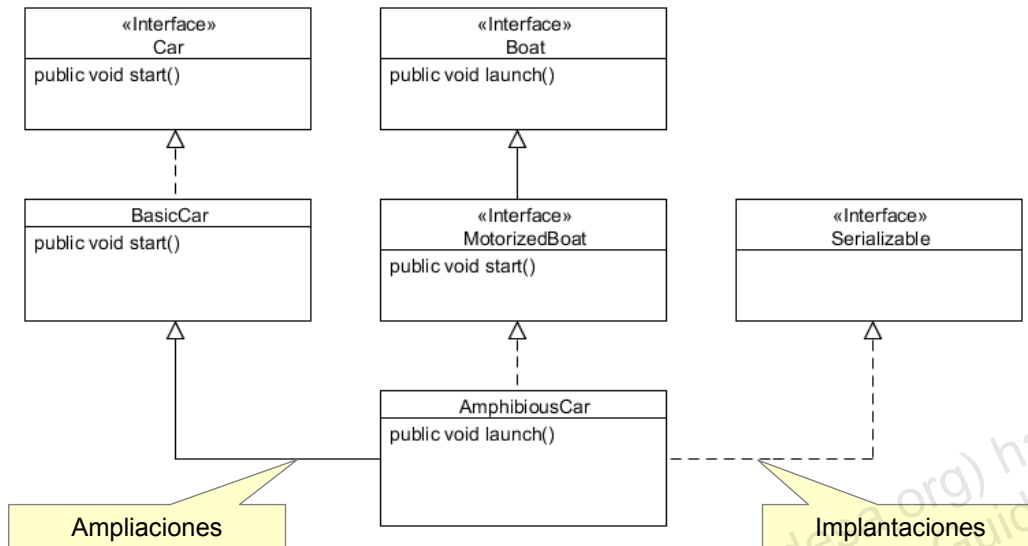 «Interface»
Car
public void start()
«Interface»
Boat
public void launch()
BasicCar
public void start()
«Interface»
MotorizedBoat
public void start()
«Interface»
Serializable
AmphibiousCar
public void launch()
Ampliaciones
Implantaciones